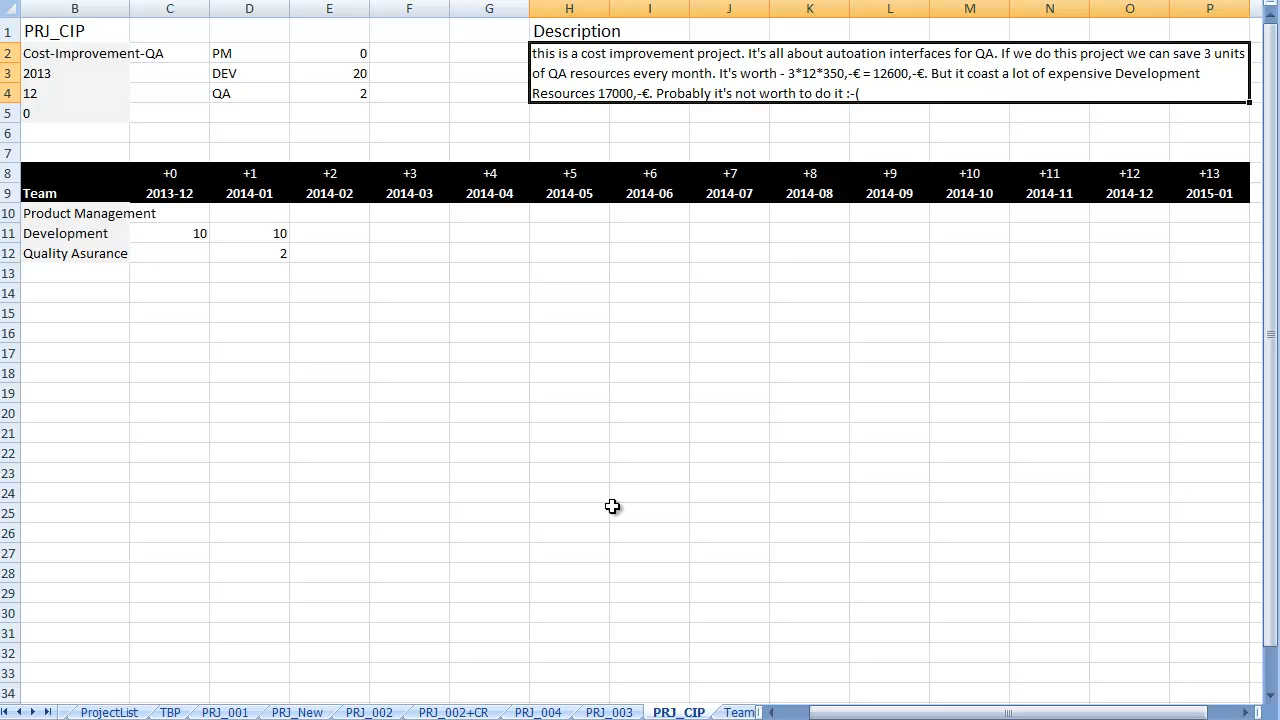 B C D E F G H I J K L M N O P
1 PRJ_CIP Description
2 Cost-Improvement-QA PM 0 this is a cost improvement project. It's all about autoation interfaces for QA. If we do this project we can save 3 units
3 2013 DEV 20 of QA resources every month. It's worth - 3*12*350,-€ = 12600,-€. But it coast a lot of expensive Development
4 12 QA 2 Resources 17000,-€. Probably it's not worth to do it :-(
5 0
6
7
8 +0 +1 +2 +3 +4 +5 +6 +7 +8 +9 +10 +11 +12 +13
9 Team 2013-12 2014-01 2014-02 2014-03 2014-04 2014-05 2014-06 2014-07 2014-08 2014-09 2014-10 2014-11 2014-12 2015-01
10 Product Management
11 Development 10 10
12 Quality Asurance 2
13
14
15
16
17
18
19
20
21
22
23
24
25
26
27
28
29
30
31
32
33
34
ProjectList TBP PRJ_001 PRJ_New PRJ_002 PRJ_002+CR PRJ_004 PRJ_003 PRJ_CIP Team